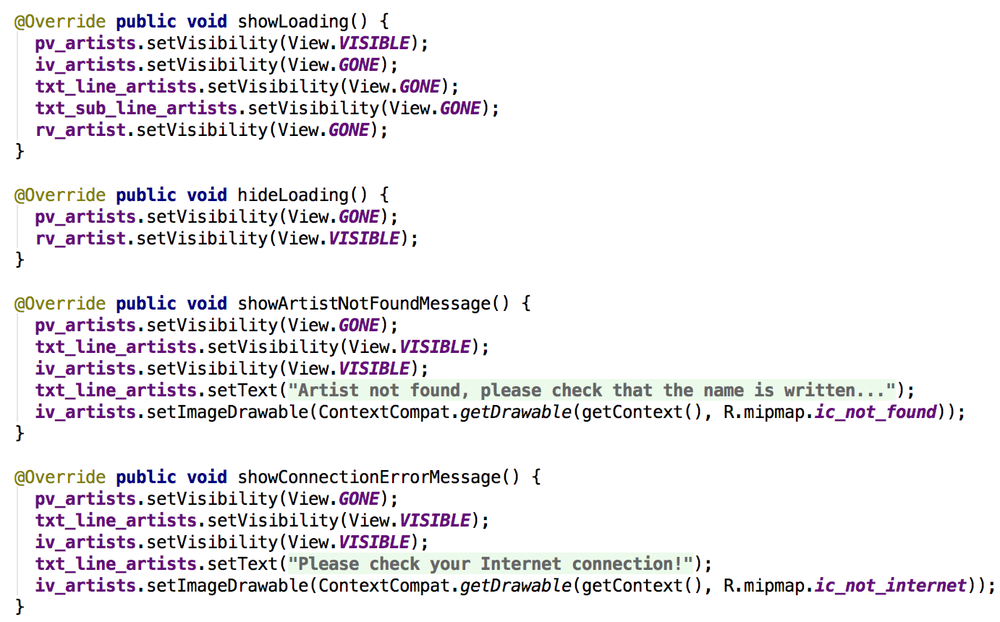 @Override public void showLoading() {
  pv_artists.setVisibility(View.VISIBLE);
  iv_artists.setVisibility(View.GONE);
  txt_line_artists.setVisibility(View.GONE);
  txt_sub_line_artists.setVisibility(View.GONE);
  rv_artist.setVisibility(View.GONE);
}

@Override public void hideLoading() {
  pv_artists.setVisibility(View.GONE);
  rv_artist.setVisibility(View.VISIBLE);
}

@Override public void showArtistNotFoundMessage() {
  pv_artists.setVisibility(View.GONE);
  txt_line_artists.setVisibility(View.VISIBLE);
  iv_artists.setVisibility(View.VISIBLE);
  txt_line_artists.setText("Artist not found, please check that the name is written...");
  iv_artists.setImageDrawable(ContextCompat.getDrawable(getContext(), R.mipmap.ic_not_found));
}

@Override public void showConnectionErrorMessage() {
  pv_artists.setVisibility(View.GONE);
  txt_line_artists.setVisibility(View.VISIBLE);
  iv_artists.setVisibility(View.VISIBLE);
  txt_line_artists.setText("Please check your Internet connection!");
  iv_artists.setImageDrawable(ContextCompat.getDrawable(getContext(), R.mipmap.ic_not_internet));
}